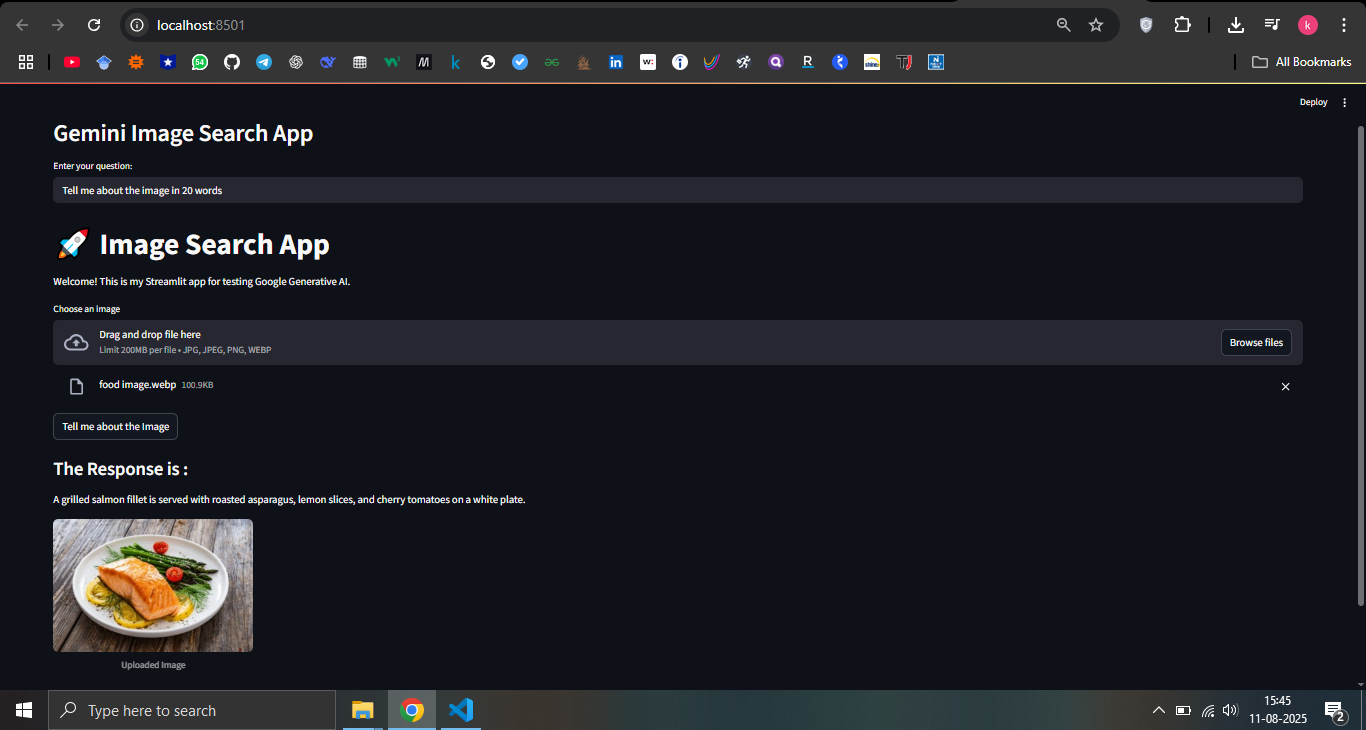 localhost:8501
k
54
M
k
w:
R
shine
TJ
N
All Bookmarks
Deploy
Gemini Image Search App
Enter your question:
Tell me about the image in 20 words
🚀 Image Search App
Welcome! This is my Streamlit app for testing Google Generative AI.
Choose an image
Drag and drop file here
Limit 200MB per file • JPG, JPEG, PNG, WEBP
Browse files
food image.webp 100.9KB
Tell me about the Image
The Response is :
A grilled salmon fillet is served with roasted asparagus, lemon slices, and cherry tomatoes on a white plate.
Uploaded Image
Type here to search
15:45
11-08-2025
2